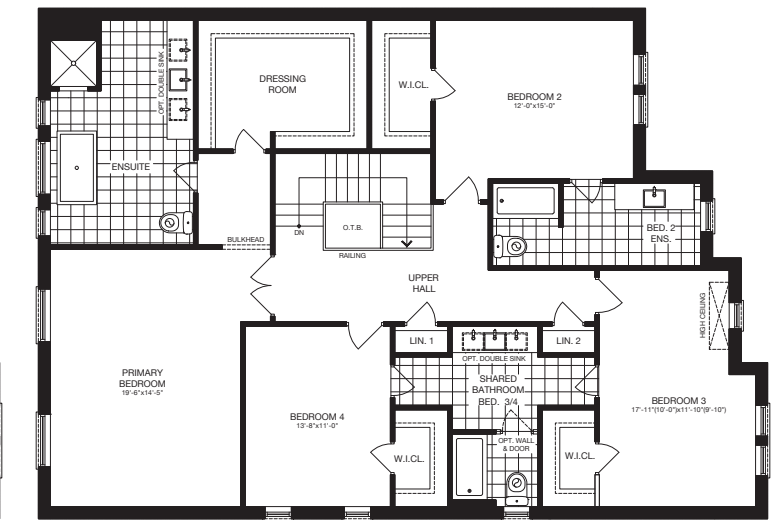 OPT. DOUBLE SINK
DRESSING
ROOM
W.I.CL.
BEDROOM 2
12'-0"x15'-0"
ENSUITE
O.T.B.
DN
RAILING
BULKHEAD
BED. 2
ENS.
UPPER
HALL
HIGH CEILING
LIN. 1
LIN. 2
OPT. DOUBLE SINK
PRIMARY
BEDROOM
19'-6"x14'-5"
SHARED
BATHROOM
BED. 3/4
BEDROOM 3
17'-11"(10'-0")x11'-10"(9'-10")
BEDROOM 4
13'-8"x11'-0"
OPT. WALL
& DOOR
W.I.CL.
W.I.CL.